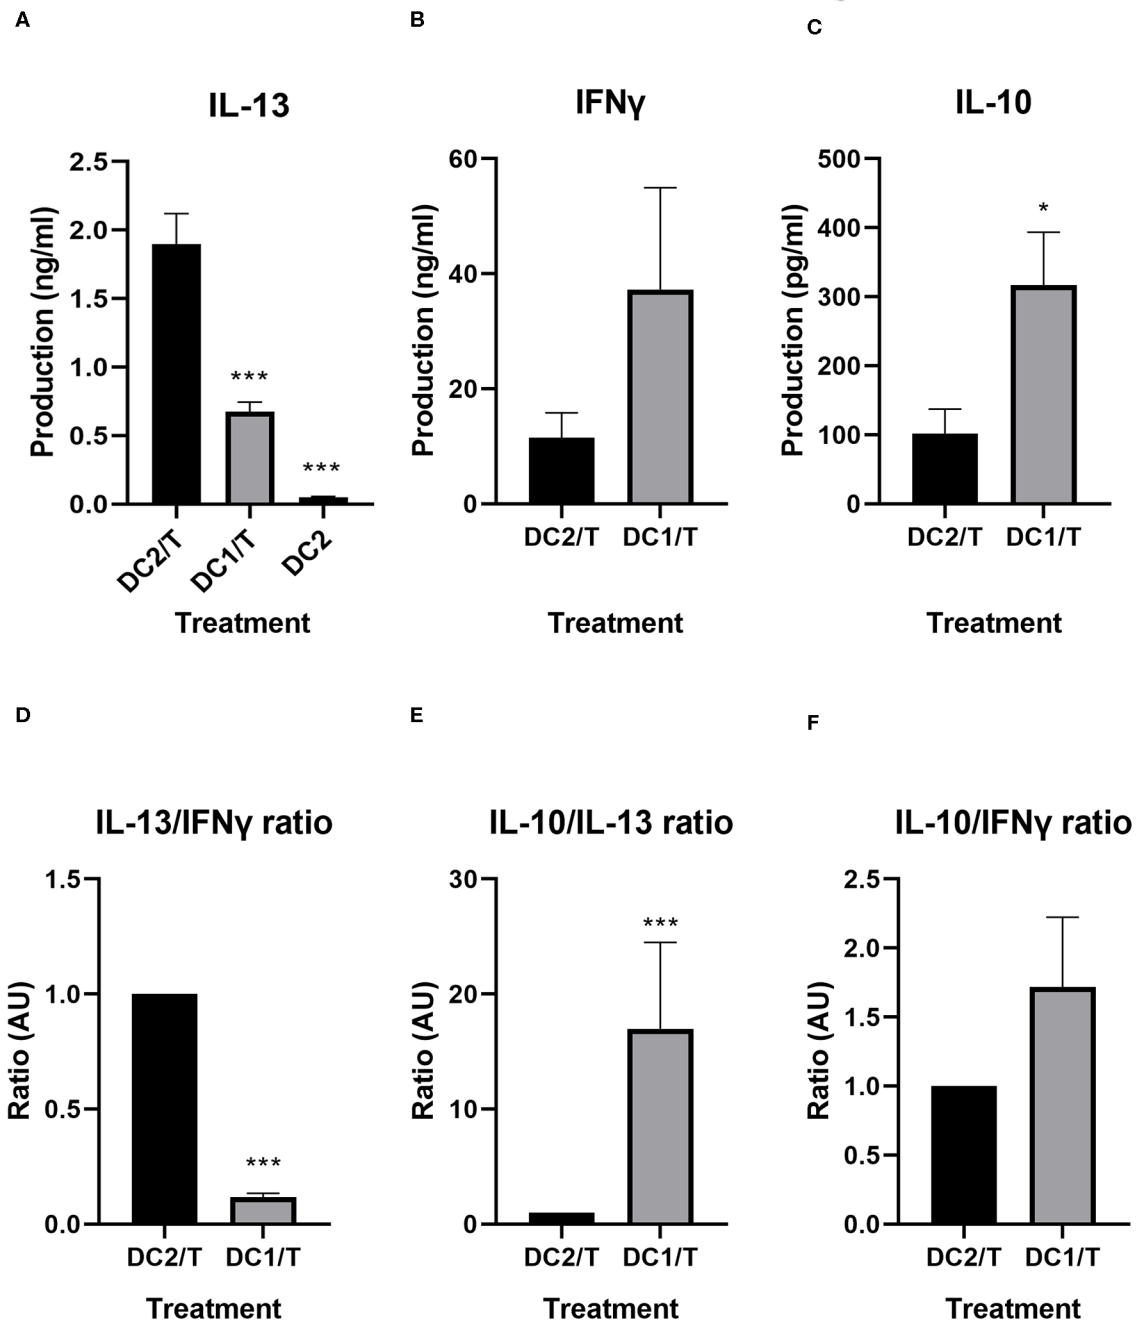 A
B
C
IL-13
IFNγ
IL-10
Production (ng/ml)
2.5
2.0
1.5
1.0
0.5
0.0
***
***
DC2/T
DC1/T
DC2
Treatment
Production (ng/ml)
60
40
20
0
DC2/T DC1/T
Treatment
Production (pg/ml)
500
400
300
200
100
0
*
DC2/T DC1/T
Treatment
D
E
F
IL-13/IFNγ ratio
IL-10/IL-13 ratio
IL-10/IFNγ ratio
Ratio (AU)
1.5
1.0
0.5
0.0
***
DC2/T DC1/T
Treatment
Ratio (AU)
30
20
10
0
***
DC2/T DC1/T
Treatment
Ratio (AU)
2.5
2.0
1.5
1.0
0.5
0.0
DC2/T DC1/T
Treatment